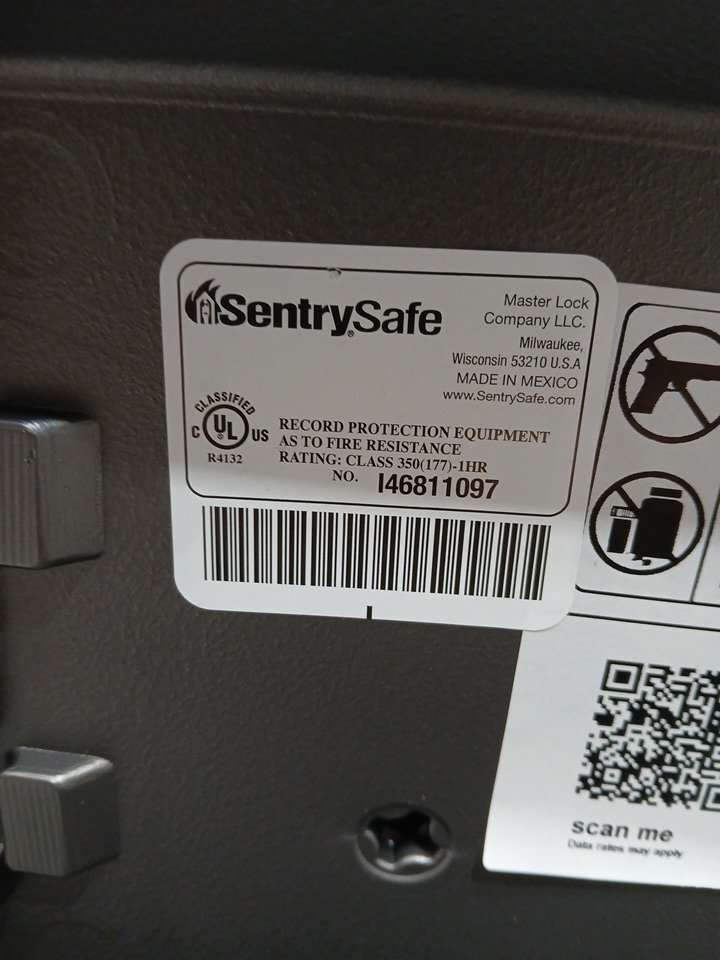 SentrySafe
Master Lock
Company LLC.
Milwaukee,
Wisconsin 53210 U.S.A
MADE IN MEXICO
www.SentrySafe.com
CLASSIFIED
C UL ® US
R4132
RECORD PROTECTION EQUIPMENT
AS TO FIRE RESISTANCE
RATING: CLASS 350(177)-1HR
NO. I46811097
scan me
Data rates may apply